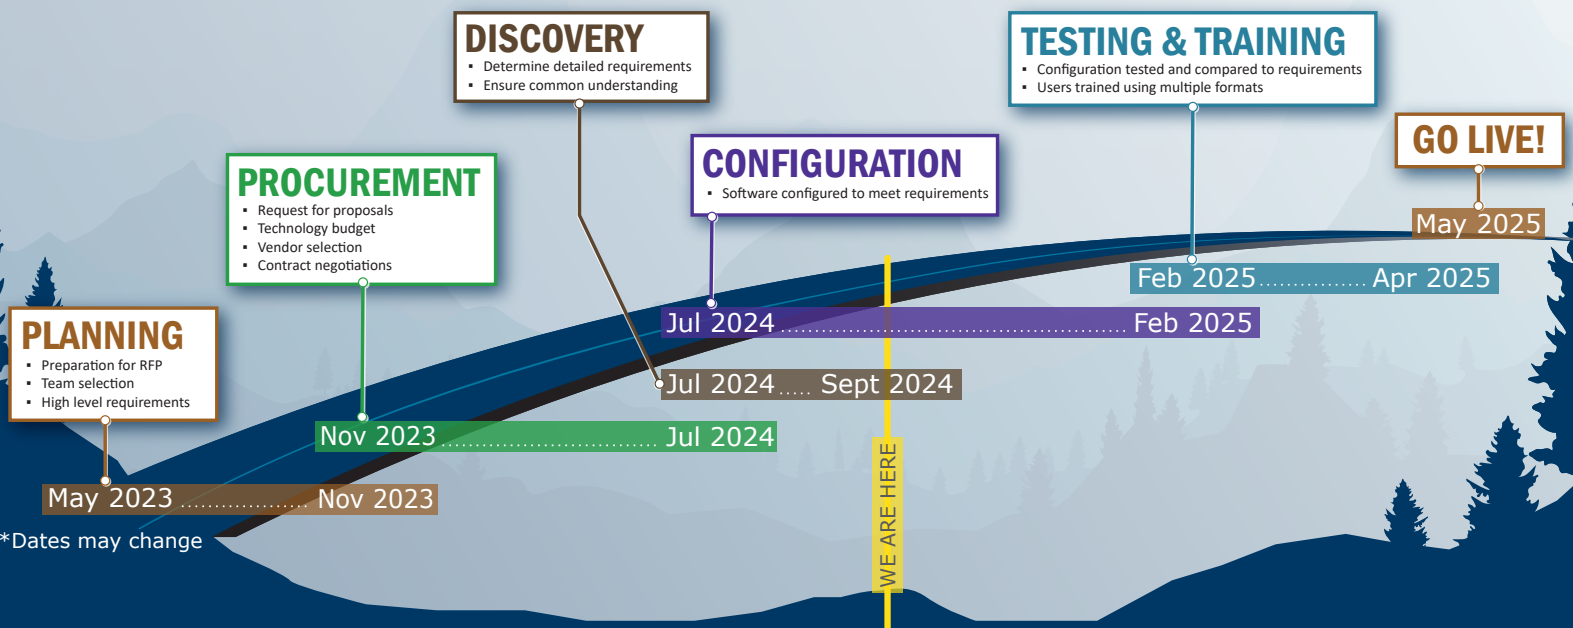 PLANNING
▪ Preparation for RFP
▪ Team selection
▪ High level requirements
May 2023 ................... Nov 2023
*Dates may change
PROCUREMENT
▪ Request for proposals
▪ Technology budget
▪ Vendor selection
▪ Contract negotiations
Nov 2023 ................................ Jul 2024
DISCOVERY
▪ Determine detailed requirements
▪ Ensure common understanding
Jul 2024 ..... Sept 2024
CONFIGURATION
▪ Software configured to meet requirements
Jul 2024 ................................................... Feb 2025
WE ARE HERE
TESTING & TRAINING
▪ Configuration tested and compared to requirements
▪ Users trained using multiple formats
Feb 2025 ................ Apr 2025
GO LIVE!
May 2025